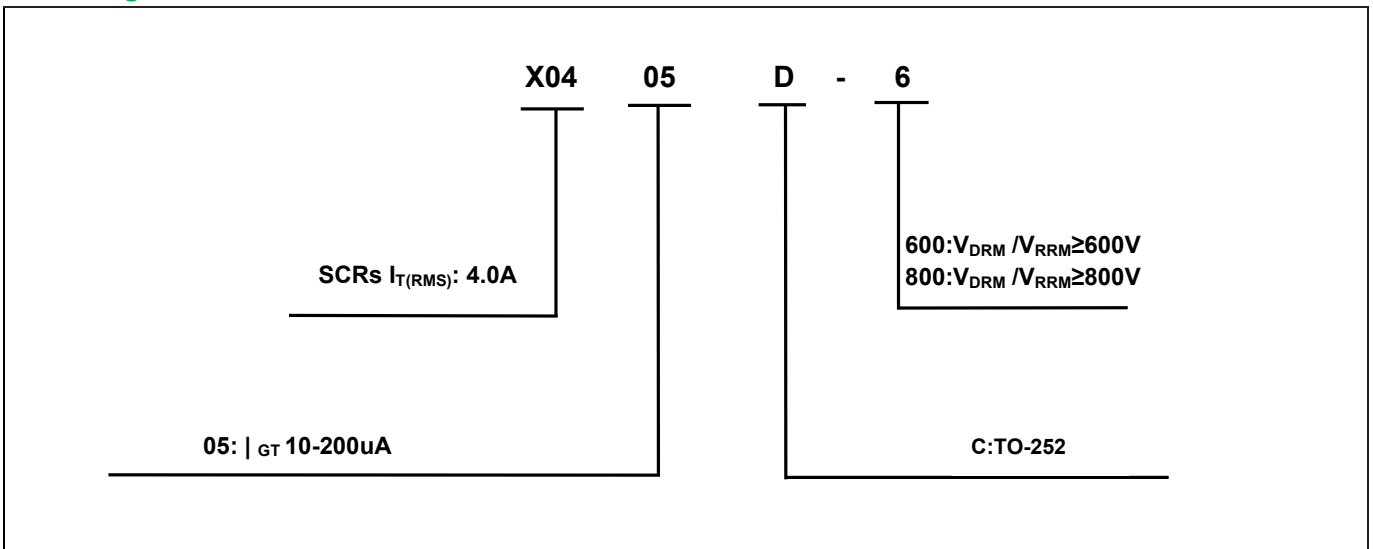 X04 05 D - 6
600:VDRM /VRRM≥600V
800:VDRM /VRRM≥800V
SCRs IT(RMS): 4.0A
05: | GT 10-200uA
C:TO-252